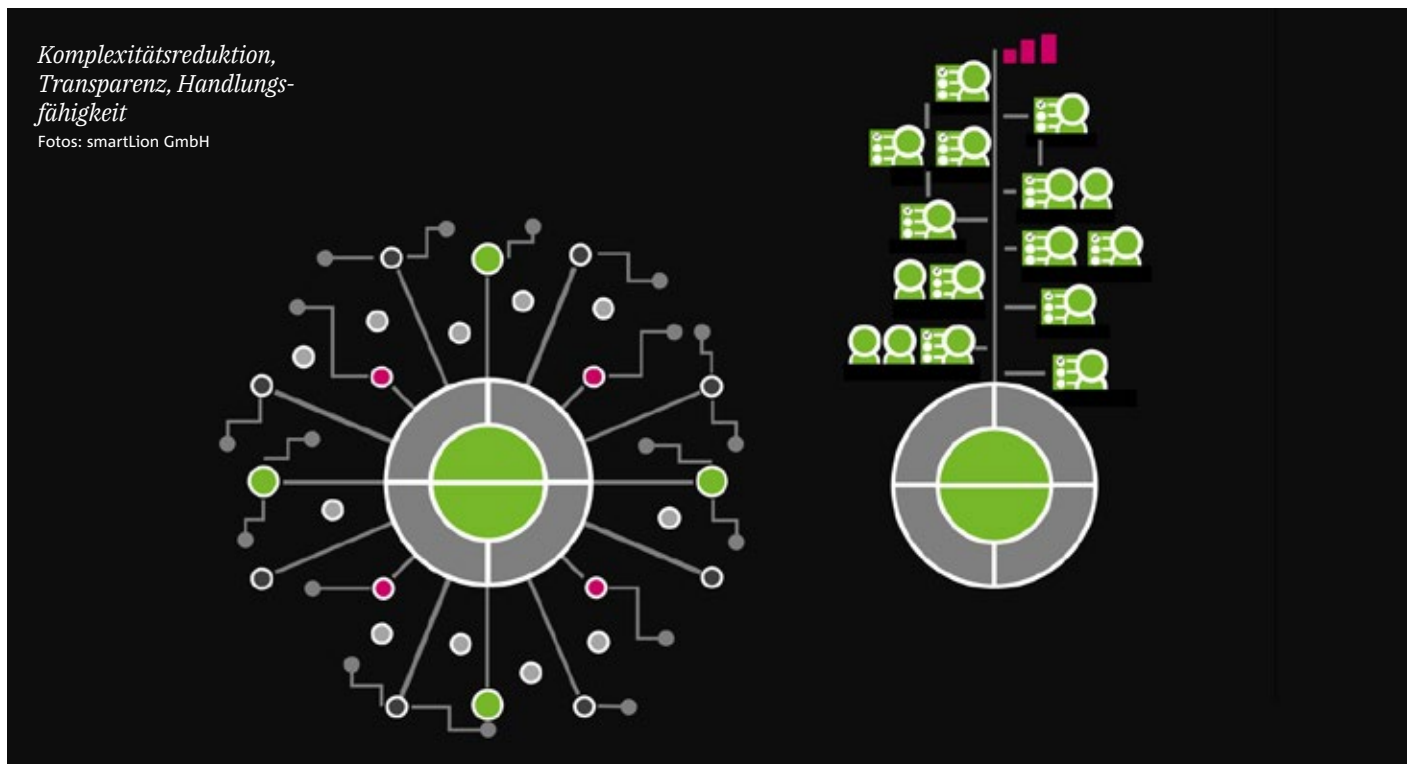 Komplexitätsreduktion,
Transparenz, Handlungs-
fähigkeit
Fotos: smartLion GmbH